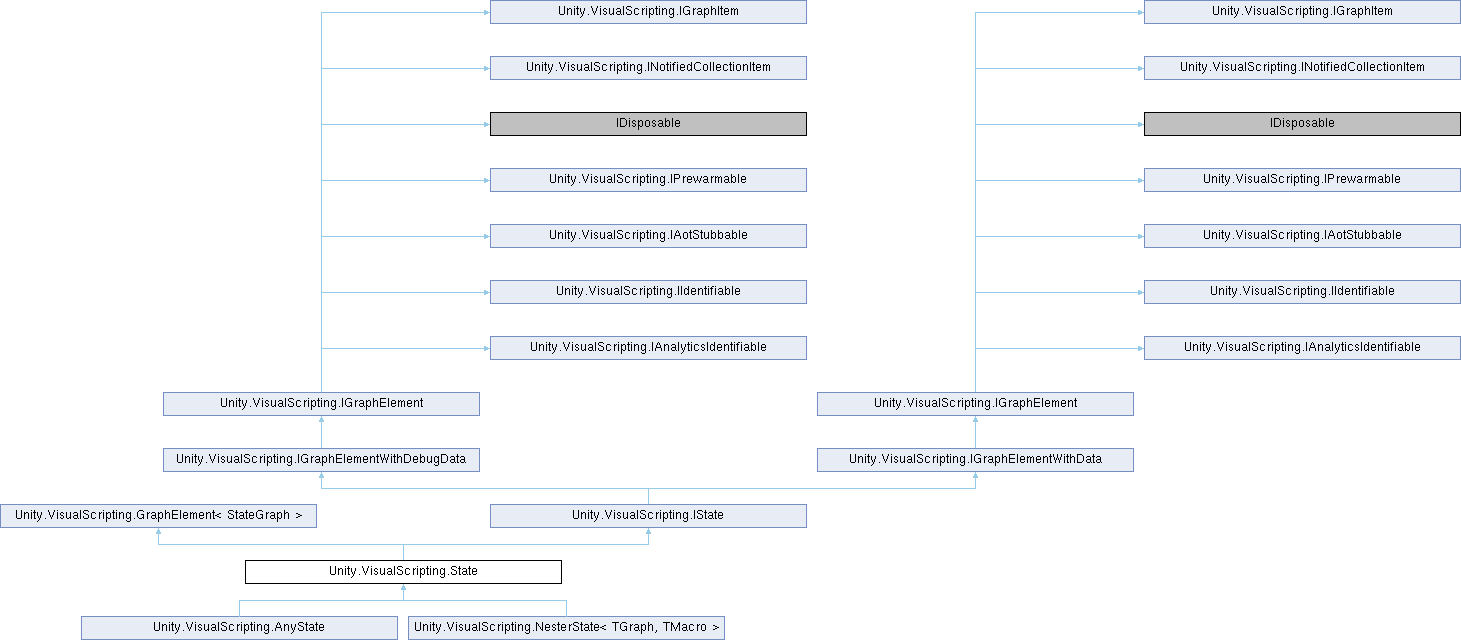 Unity.VisualScripting.IGraphItem
Unity.VisualScripting.IGraphItem
Unity.VisualScripting.INotifiedCollectionItem
Unity.VisualScripting.INotifiedCollectionItem
IDisposable
IDisposable
Unity.VisualScripting.IPrewarmable
Unity.VisualScripting.IPrewarmable
Unity.VisualScripting.IAotStubbable
Unity.VisualScripting.IAotStubbable
Unity.VisualScripting.IIdentifiable
Unity.VisualScripting.IIdentifiable
Unity.VisualScripting.IAnalyticsIdentifiable
Unity.VisualScripting.IAnalyticsIdentifiable
Unity.VisualScripting.IGraphElement
Unity.VisualScripting.IGraphElement
Unity.VisualScripting.IGraphElementWithDebugData
Unity.VisualScripting.IGraphElementWithData
Unity.VisualScripting.GraphElement< StateGraph >
Unity.VisualScripting.IState
Unity.VisualScripting.State
Unity.VisualScripting.AnyState
Unity.VisualScripting.NesterState< TGraph, TMacro >